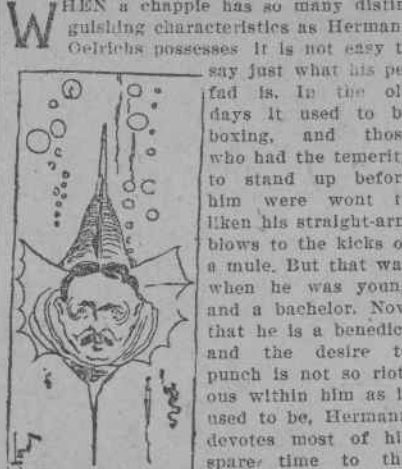 WHEN a chappie has so many distin-
guishing characteristics as Hermann
Oelrichs possesses it is not easy t
say just what his pe
fad is. In the ol
days it used to b
boxing, and thos
who had the temerit
to stand up befor
him were wont t
liken his straight-arm
blows to the kicks o
a mule. But that wa
when he was young
and a bachelor. Now
that he is a benedic
and the desire t
punch is not so riot
ous within him as i
used to be, Hermann
devotes most of hi
spare time to th